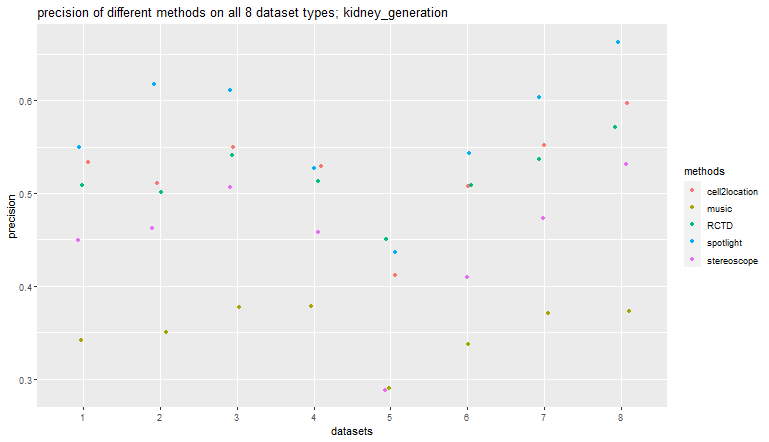 precision of different methods on all 8 dataset types; kidney_generation
precision
0.6
0.5
0.4
0.3
1 2 3 4 5 6 7 8
datasets
methods
cell2location
music
RCTD
spotlight
stereoscope